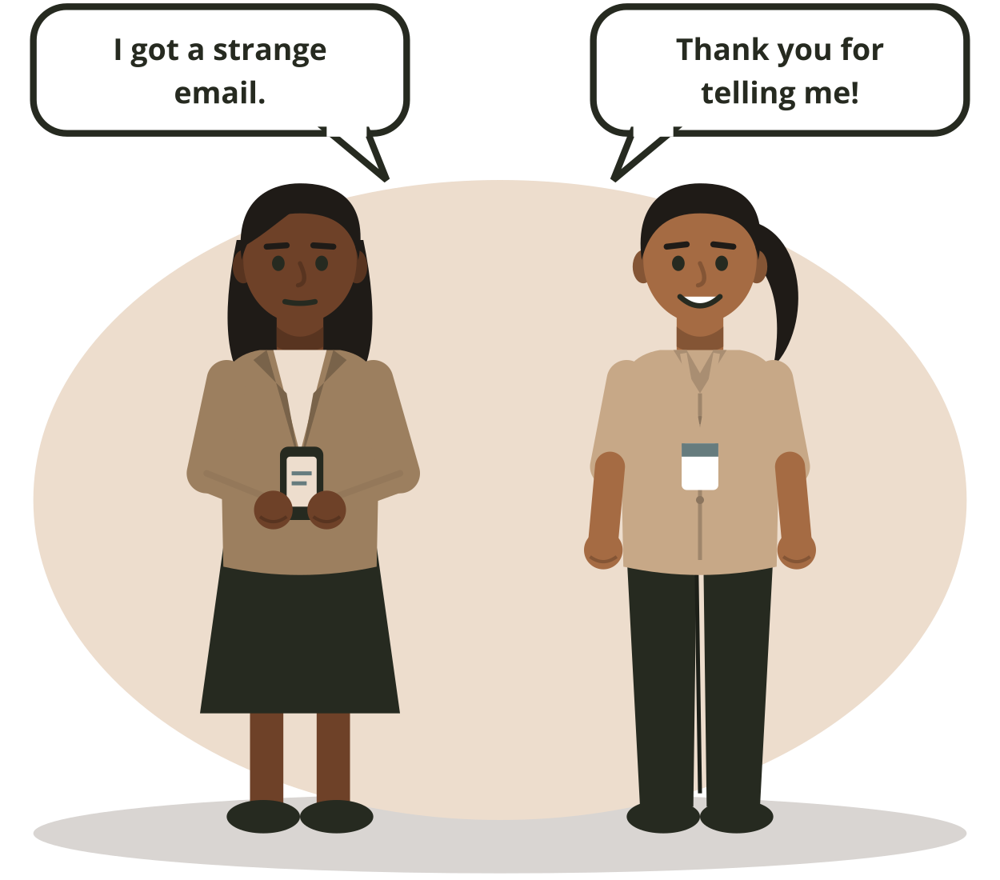 I got a strange
email.
Thank you for
telling me!